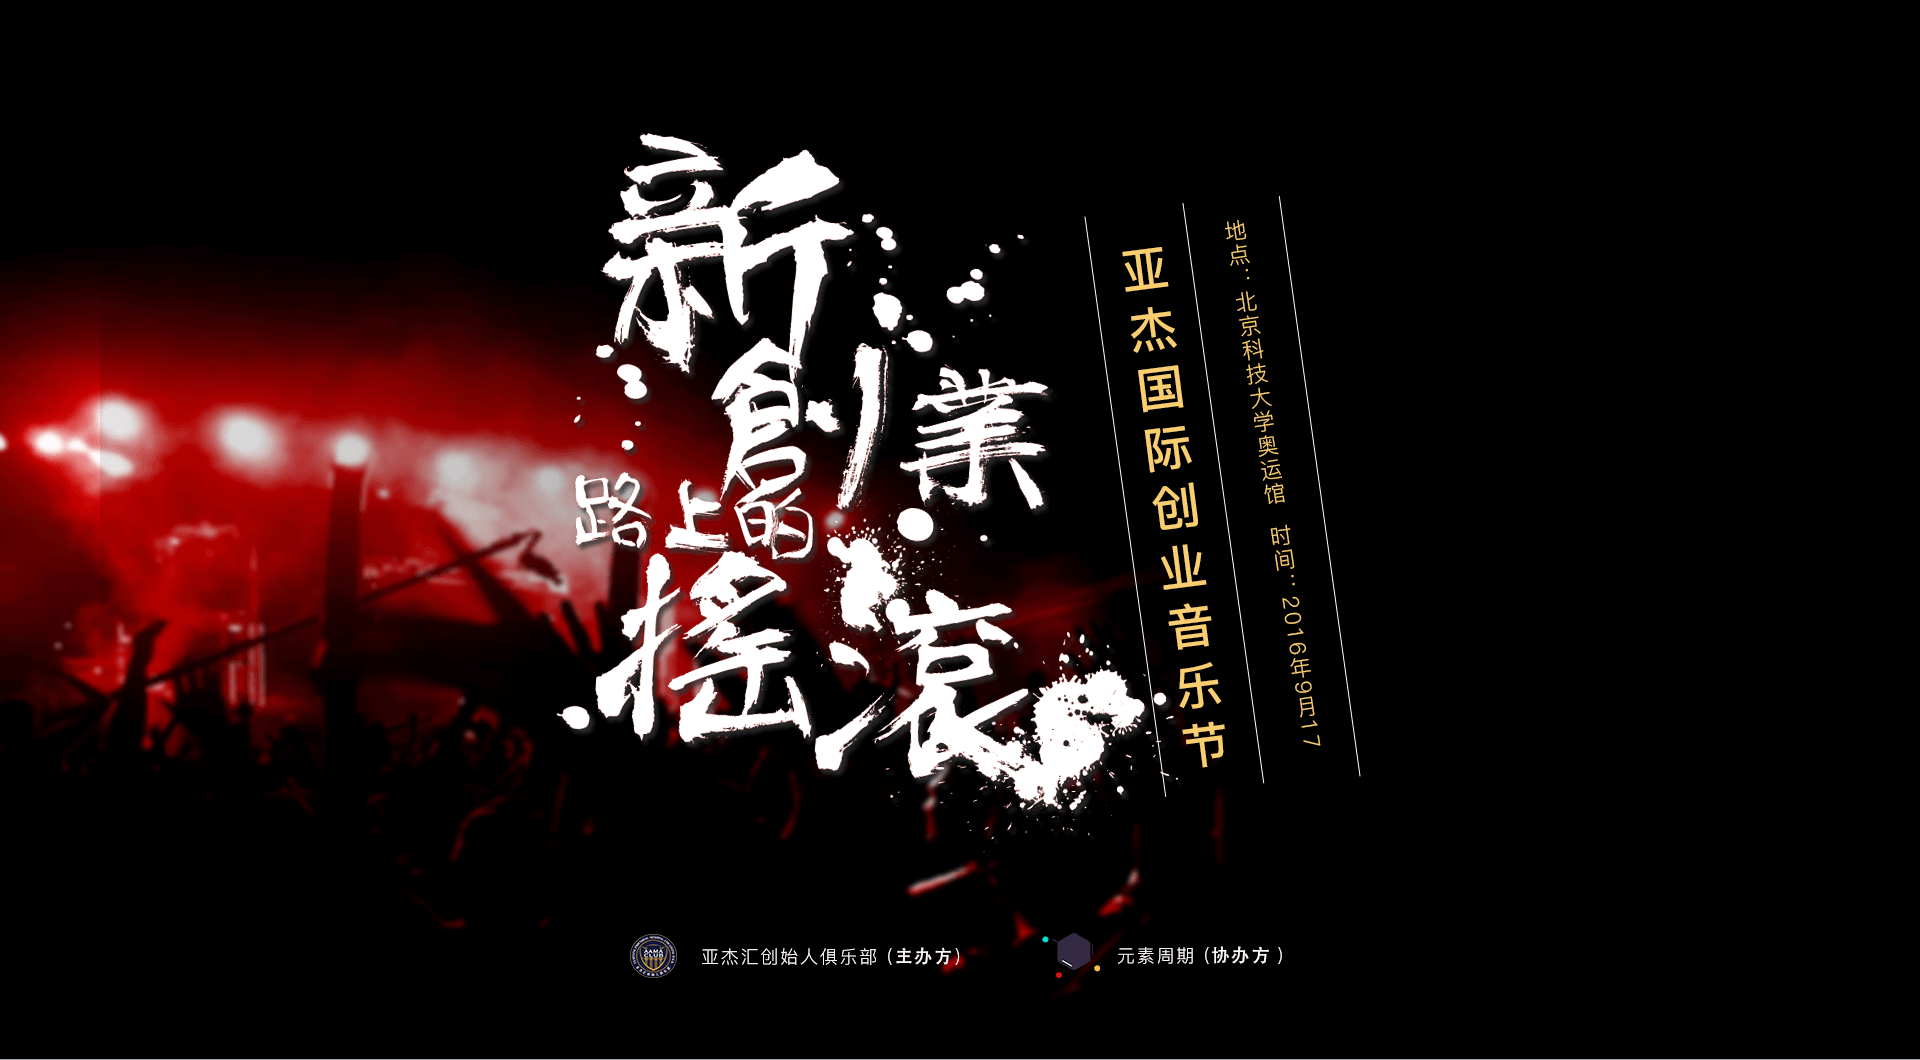 新
創業
路上的
搖滾
亚杰国际创业音乐节
地点：北京科技大学奥运馆 时间：2016年9月17
AAMA
CLUB
亚杰汇创始人俱乐部（主办方）
元素周期（协办方 ）